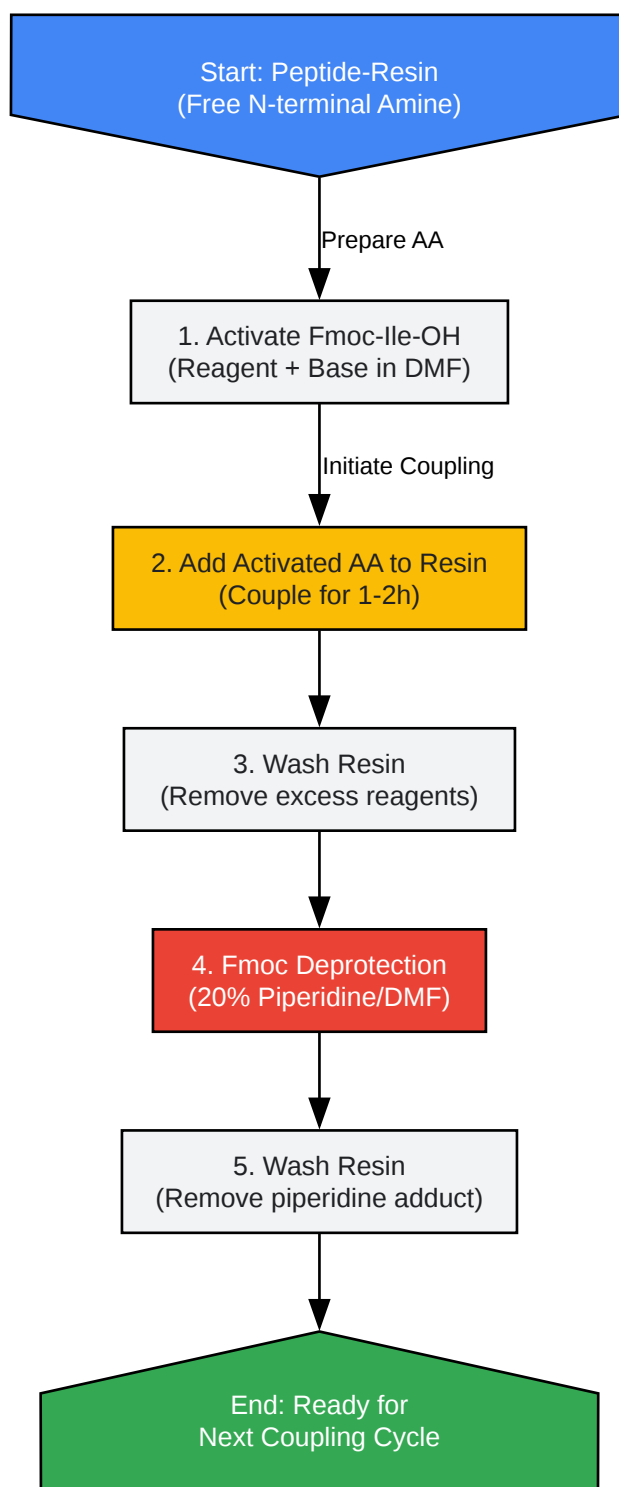 Start: Peptide-Resin
(Free N-terminal Amine)
Prepare AA
1. Activate Fmoc-Ile-OH
(Reagent + Base in DMF)
Initiate Coupling
2. Add Activated AA to Resin
(Couple for 1-2h)
3. Wash Resin
(Remove excess reagents)
4. Fmoc Deprotection
(20% Piperidine/DMF)
5. Wash Resin
(Remove piperidine adduct)
End: Ready for
Next Coupling Cycle